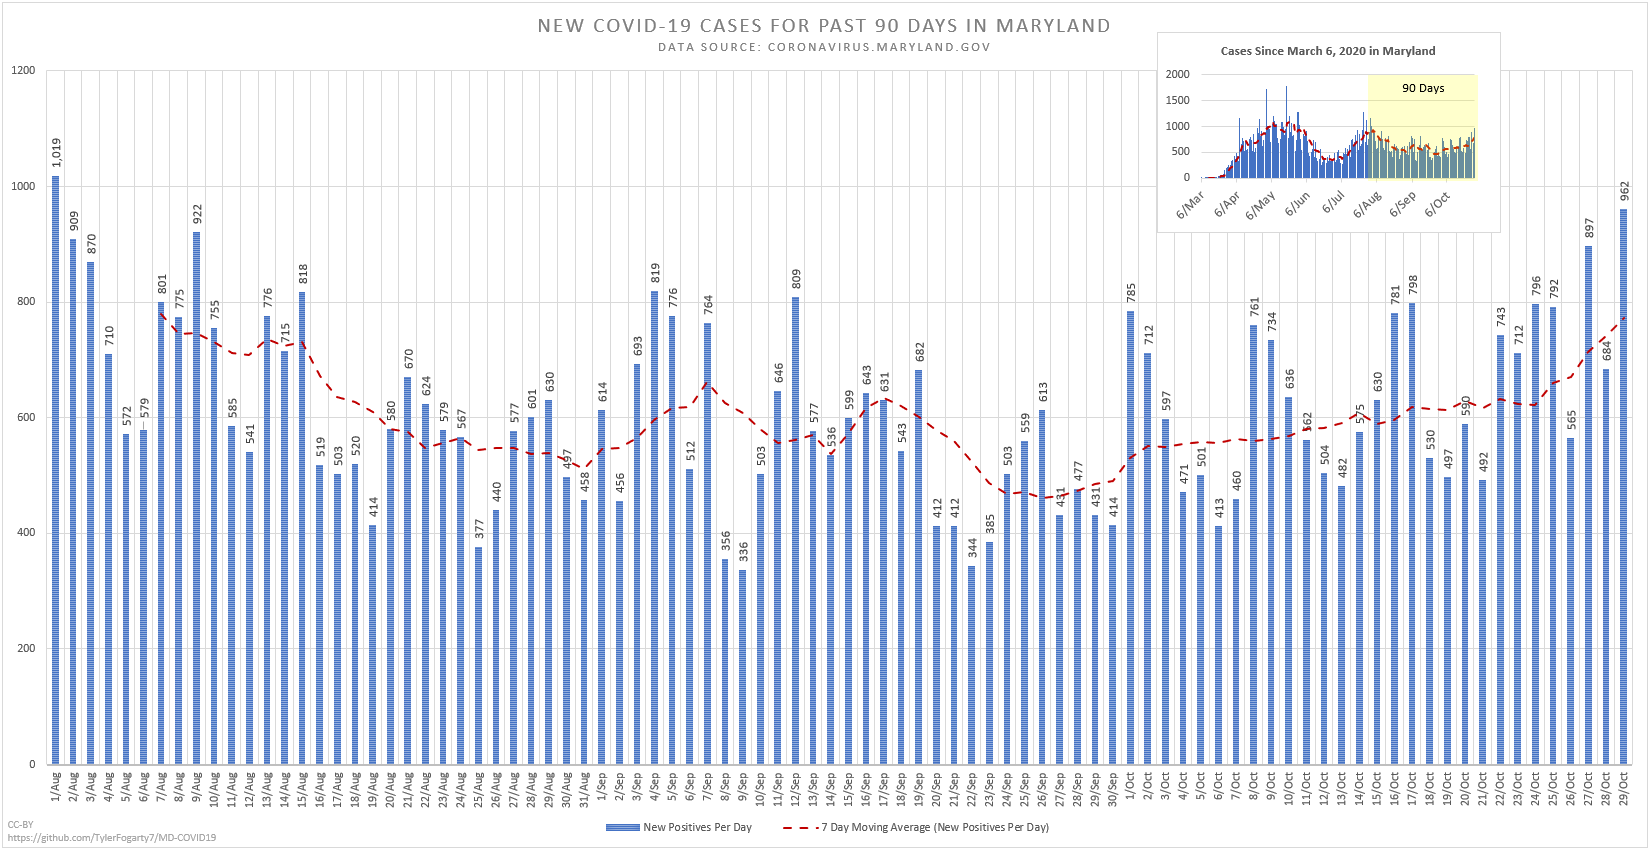 NEW COVID-19 CASES FOR PAST 90 DAYS IN MARYLAND
DATA SOURCE: CORONAVIRUS.MARYLAND.GOV
Cases Since March 6, 2020 in Maryland
2000
1500
1000
500
0
90 Days
6/Mar
6/Apr
6/May
6/Jun
6/Jul
6/Aug
6/Sep
6/Oct
1200
1000
800
600
400
200
0
1,019
909
870
710
572
579
801
775
922
755
585
541
776
715
818
519
503
520
414
580
670
624
579
567
377
440
577
601
630
497
458
614
456
693
819
776
512
764
356
336
503
646
809
577
536
599
643
631
543
682
412
412
344
385
503
559
613
431
477
431
414
785
712
597
471
501
413
460
761
734
636
562
504
482
575
630
781
798
530
497
590
492
743
712
796
792
565
897
684
962
1/Aug
2/Aug
3/Aug
4/Aug
5/Aug
6/Aug
7/Aug
8/Aug
9/Aug
10/Aug
11/Aug
12/Aug
13/Aug
14/Aug
15/Aug
16/Aug
17/Aug
18/Aug
19/Aug
20/Aug
21/Aug
22/Aug
23/Aug
24/Aug
25/Aug
26/Aug
27/Aug
28/Aug
29/Aug
30/Aug
31/Aug
1/Sep
2/Sep
3/Sep
4/Sep
5/Sep
6/Sep
7/Sep
8/Sep
9/Sep
10/Sep
11/Sep
12/Sep
13/Sep
14/Sep
15/Sep
16/Sep
17/Sep
18/Sep
19/Sep
20/Sep
21/Sep
22/Sep
23/Sep
24/Sep
25/Sep
26/Sep
27/Sep
28/Sep
29/Sep
30/Sep
1/Oct
2/Oct
3/Oct
4/Oct
5/Oct
6/Oct
7/Oct
8/Oct
9/Oct
10/Oct
11/Oct
12/Oct
13/Oct
14/Oct
15/Oct
16/Oct
17/Oct
18/Oct
19/Oct
20/Oct
21/Oct
22/Oct
23/Oct
24/Oct
25/Oct
26/Oct
27/Oct
28/Oct
29/Oct
New Positives Per Day
7 Day Moving Average (New Positives Per Day)
CC-BY
https://github.com/TylerFogarty7/MD-COVID19